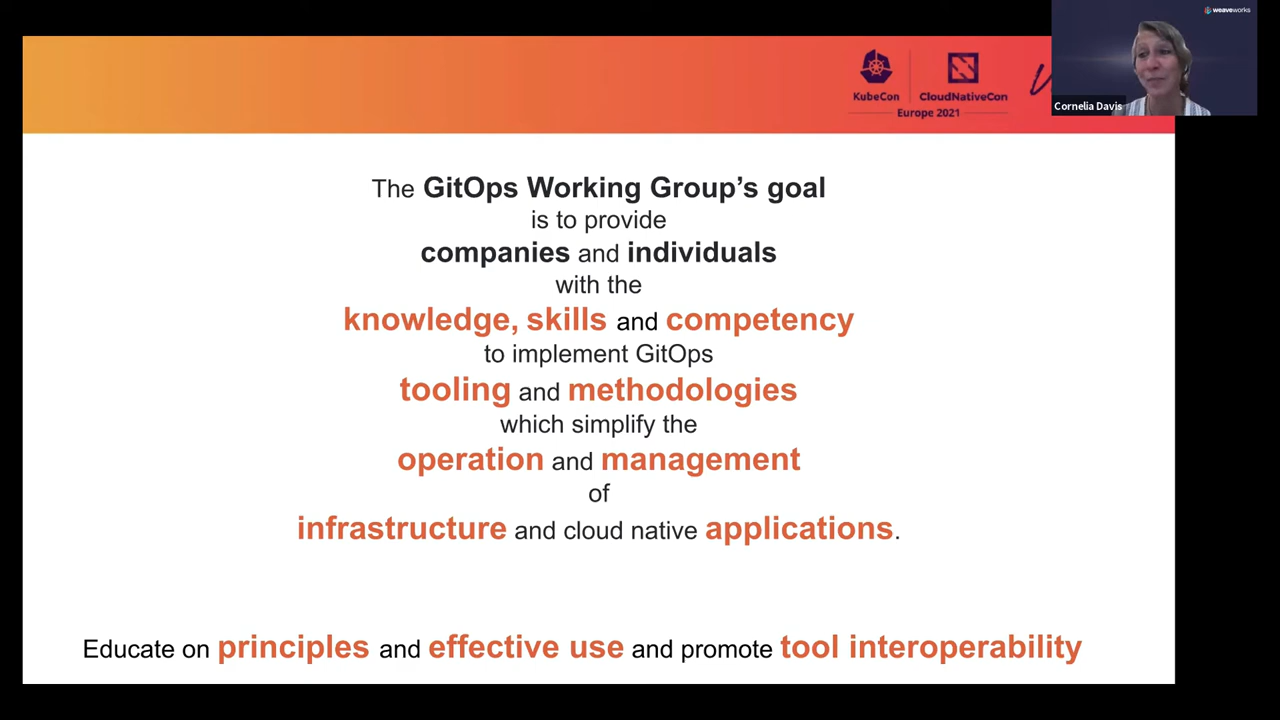 weaveworks
KubeCon
CloudNativeCon
Europe 2021
Cornelia Davis
The GitOps Working Group’s goal
is to provide
companies and individuals
with the
knowledge, skills and competency
to implement GitOps
tooling and methodologies
which simplify the
operation and management
of
infrastructure and cloud native applications.
Educate on principles and effective use and promote tool interoperability